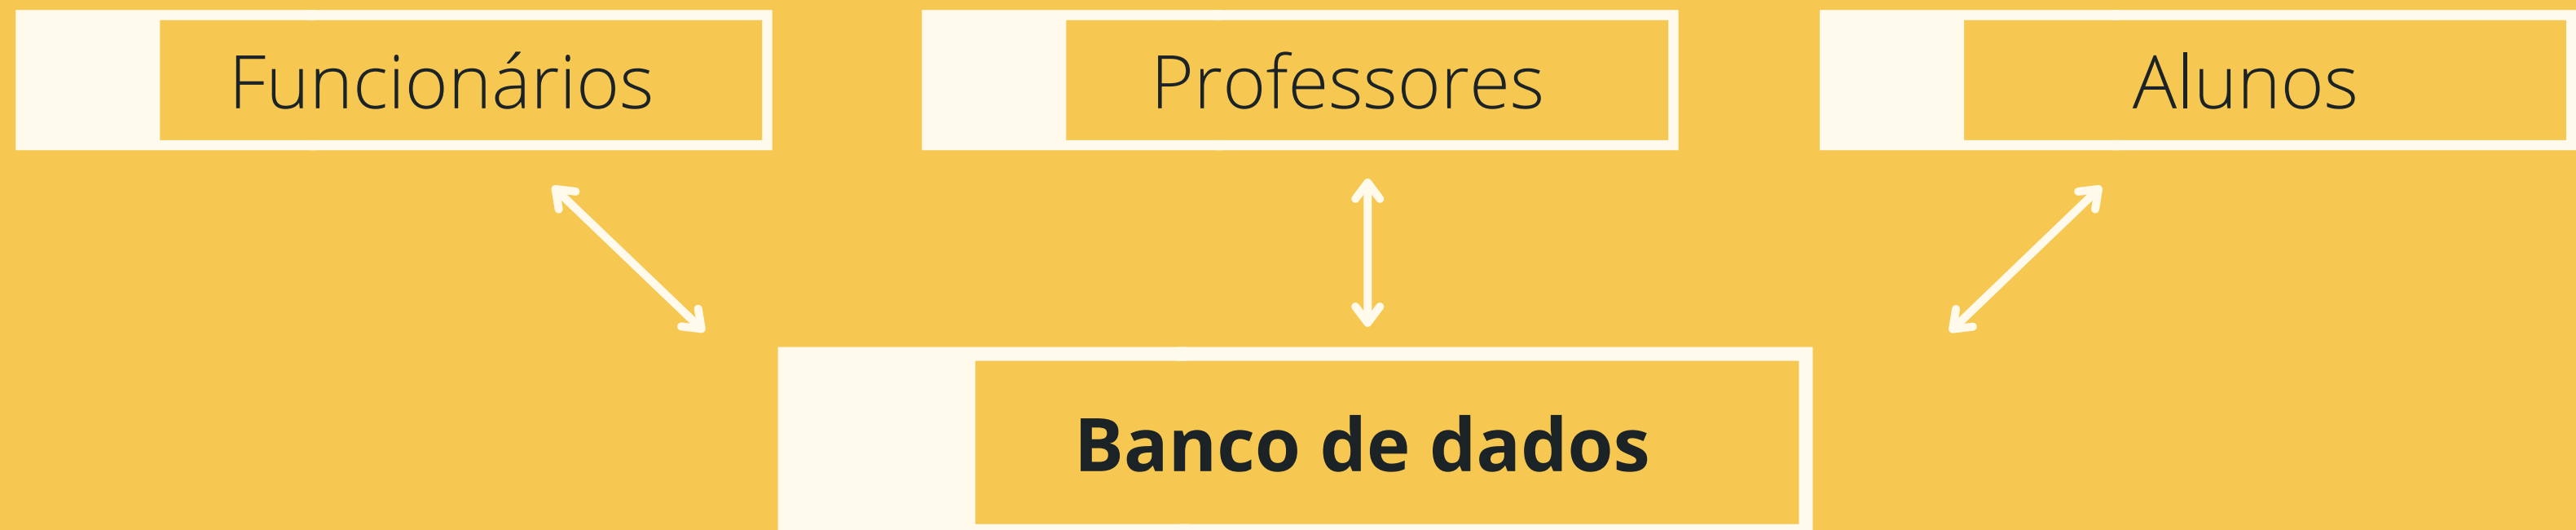 Funcionários
Professores
Alunos
Banco de dados